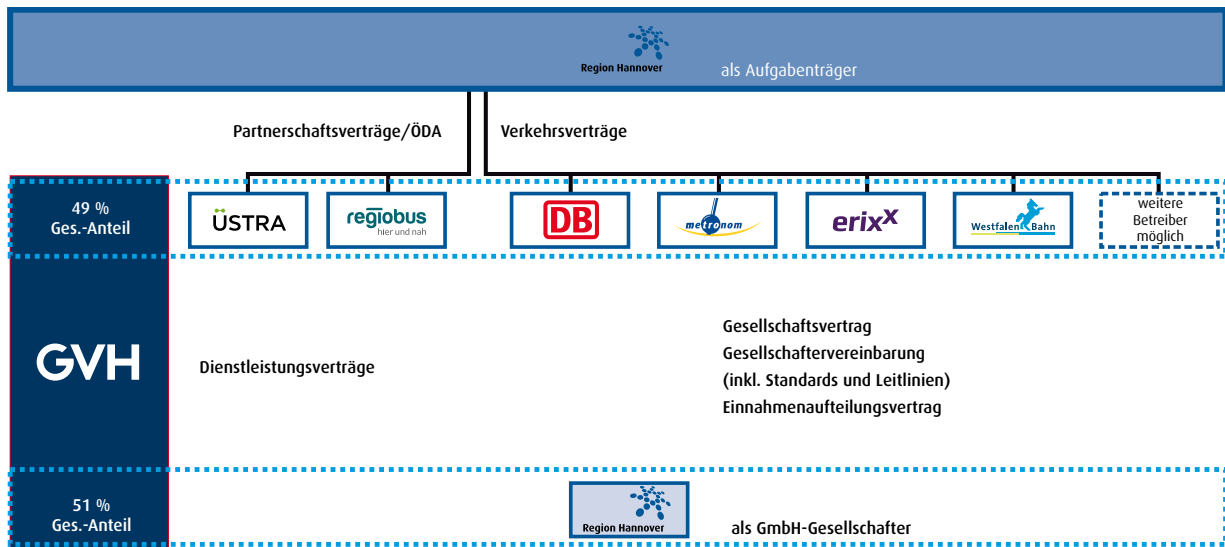 Region Hannover
als Aufgabenträger
Partnerschaftsverträge/ÖDA
Verkehrsverträge
49 %
Ges.-Anteil
ÜSTRA
regiobus
hier und nah
DB
metronom
erixx
WestfalenBahn
weitere
Betreiber
möglich
GVH
Dienstleistungsverträge
Gesellschaftsvertrag
Gesellschaftervereinbarung
(inkl. Standards und Leitlinien)
Einnahmenaufteilungsvertrag
51 %
Ges.-Anteil
Region Hannover
als GmbH-Gesellschafter